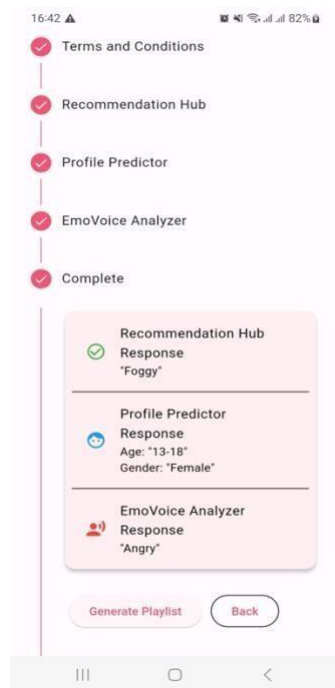 16:42 82%
Terms and Conditions
Recommendation Hub
Profile Predictor
EmoVoice Analyzer
Complete
Recommendation Hub
Response
"Foggy"
Profile Predictor
Response
Age: "13-18"
Gender: "Female"
EmoVoice Analyzer
Response
"Angry"
Generate Playlist Back